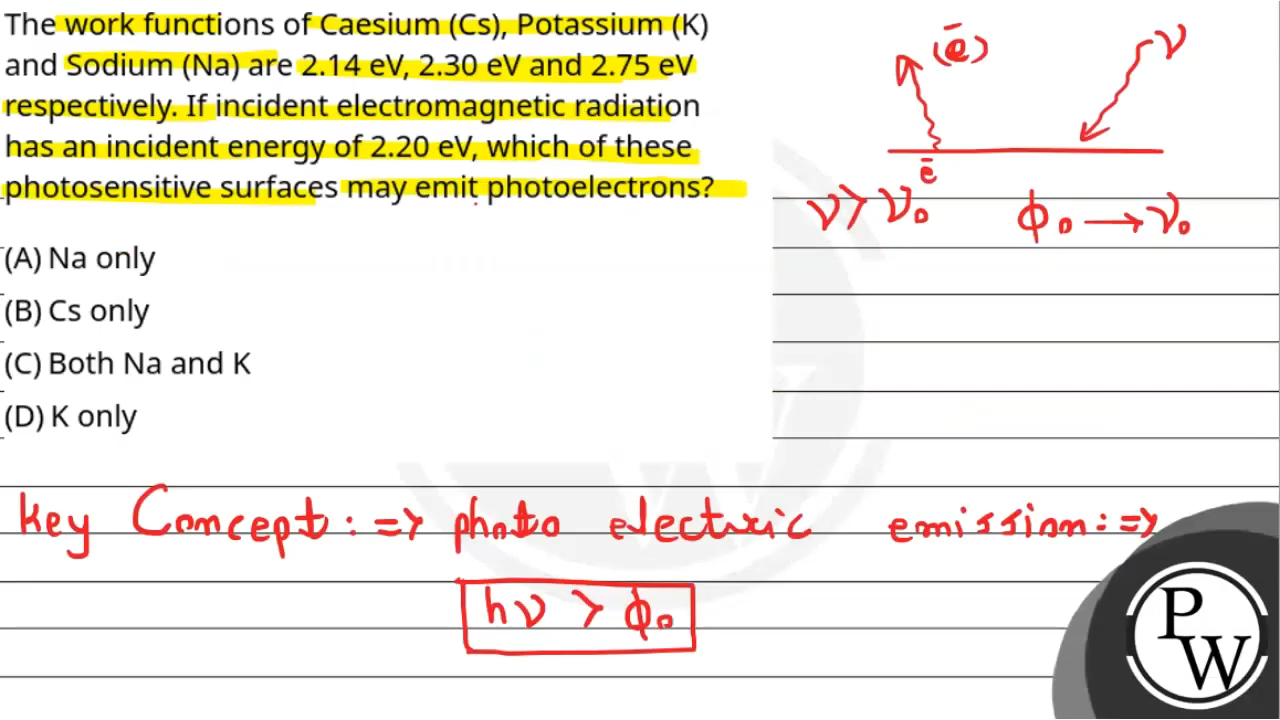 The work functions of Caesium (Cs), Potassium (K)
and Sodium (Na) are 2.14 eV, 2.30 eV and 2.75 eV
respectively. If incident electromagnetic radiation
has an incident energy of 2.20 eV, which of these
photosensitive surfaces may emit photoelectrons?
(ē) ν
ē
ν > ν₀ ϕ₀ → ν₀
(A) Na only
(B) Cs only
(C) Both Na and K
(D) K only
Key Concept: => photo electric emission: =>
hν > ϕ₀
P
W